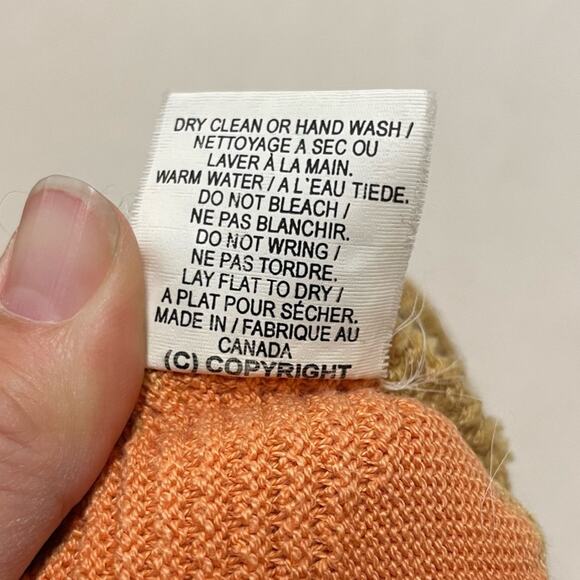 DRY CLEAN OR HAND WASH /
NETTOYAGE A SEC OU
LAVER À LA MAIN.
WARM WATER / A L'EAU TIEDE.
DO NOT BLEACH /
NE PAS BLANCHIR.
DO NOT WRING /
NE PAS TORDRE.
LAY FLAT TO DRY /
A PLAT POUR SÉCHER.
MADE IN / FABRIQUE AU
CANADA
(C) COPYRIGHT